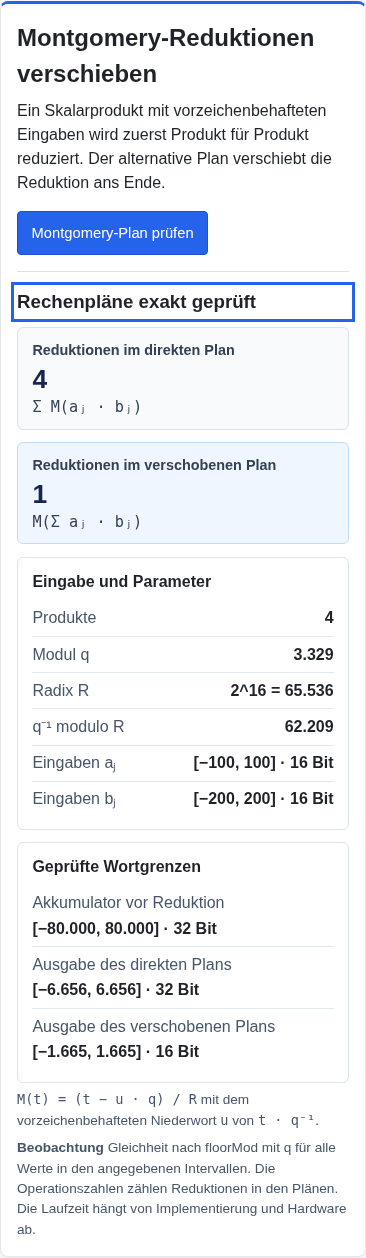 Montgomery-Reduktionen
verschieben
Ein Skalarprodukt mit vorzeichenbehafteten
Eingaben wird zuerst Produkt für Produkt
reduziert. Der alternative Plan verschiebt die
Reduktion ans Ende.
Montgomery-Plan prüfen
Rechenpläne exakt geprüft
Reduktionen im direkten Plan
4
Σ M(aⱼ · bⱼ)
Reduktionen im verschobenen Plan
1
M(Σ aⱼ · bⱼ)
Eingabe und Parameter
Produkte 4
Modul q 3.329
Radix R 2^16 = 65.536
q⁻¹ modulo R 62.209
Eingaben aⱼ [−100, 100] · 16 Bit
Eingaben bⱼ [−200, 200] · 16 Bit
Geprüfte Wortgrenzen
Akkumulator vor Reduktion
[−80.000, 80.000] · 32 Bit
Ausgabe des direkten Plans
[−6.656, 6.656] · 32 Bit
Ausgabe des verschobenen Plans
[−1.665, 1.665] · 16 Bit
M(t) = (t − u · q) / R mit dem
vorzeichenbehafteten Niederwort u von t · q⁻¹.
Beobachtung Gleichheit nach floorMod mit q für alle
Werte in den angegebenen Intervallen. Die
Operationszahlen zählen Reduktionen in den Plänen.
Die Laufzeit hängt von Implementierung und Hardware
ab.